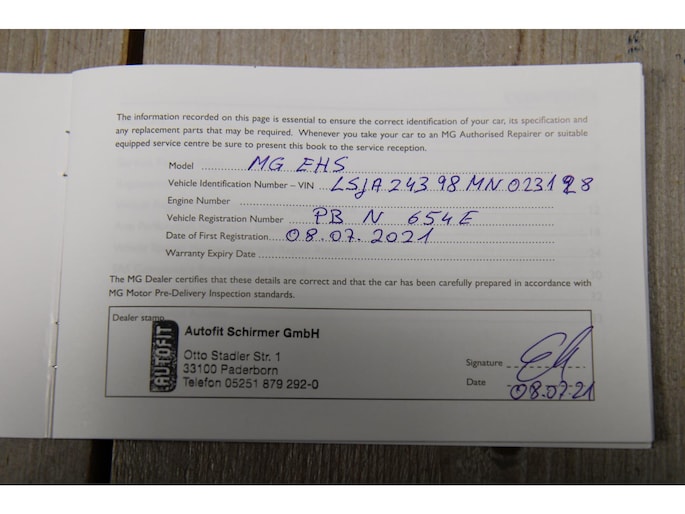 The information recorded on this page is essential to ensure the correct identification of your car, its specification and
any replacement parts that may be required. Whenever you take your car to an MG Authorised Repairer or suitable
equipped service centre be sure to present this book to the service reception.
Model MG EHS
Vehicle Identification Number – VIN LSJA24398MN023128
Engine Number
Vehicle Registration Number PB N 654E
Date of First Registration 08.07.2021
Warranty Expiry Date
The MG Dealer certifies that these details are correct and that the car has been carefully prepared in accordance with
MG Motor Pre-Delivery Inspection standards.
Dealer stamp
AUTOFIT
Autofit Schirmer GmbH
Otto Stadler Str. 1
33100 Paderborn
Telefon 05251 879 292-0
Signature
Date 08.07.21